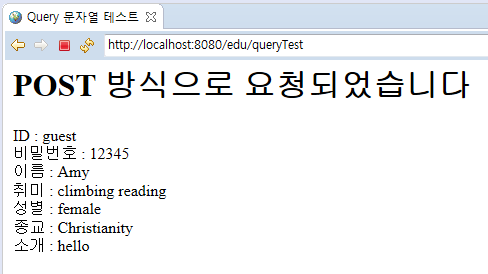 Query 문자열 테스트
http://localhost:8080/edu/queryTest
POST 방식으로 요청되었습니다
ID : guest
비밀번호 : 12345
이름 : Amy
취미 : climbing reading
성별 : female
종교 : Christianity
소개 : hello